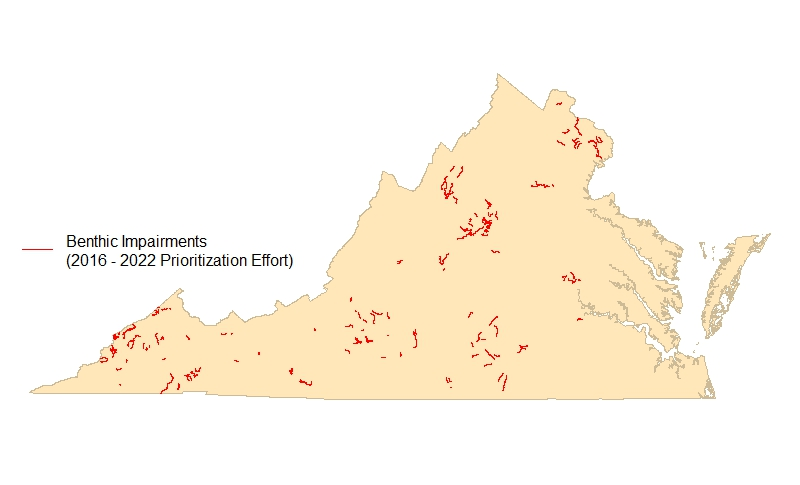 Benthic Impairments
(2016 - 2022 Prioritization Effort)